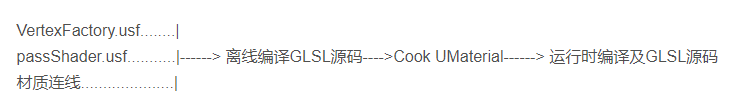 VertexFactory.usf........|
passShader.usf...........|------> 离线编译GLSL源码---->Cook UMaterial------> 运行时编译及GLSL源码
材质连线......................|